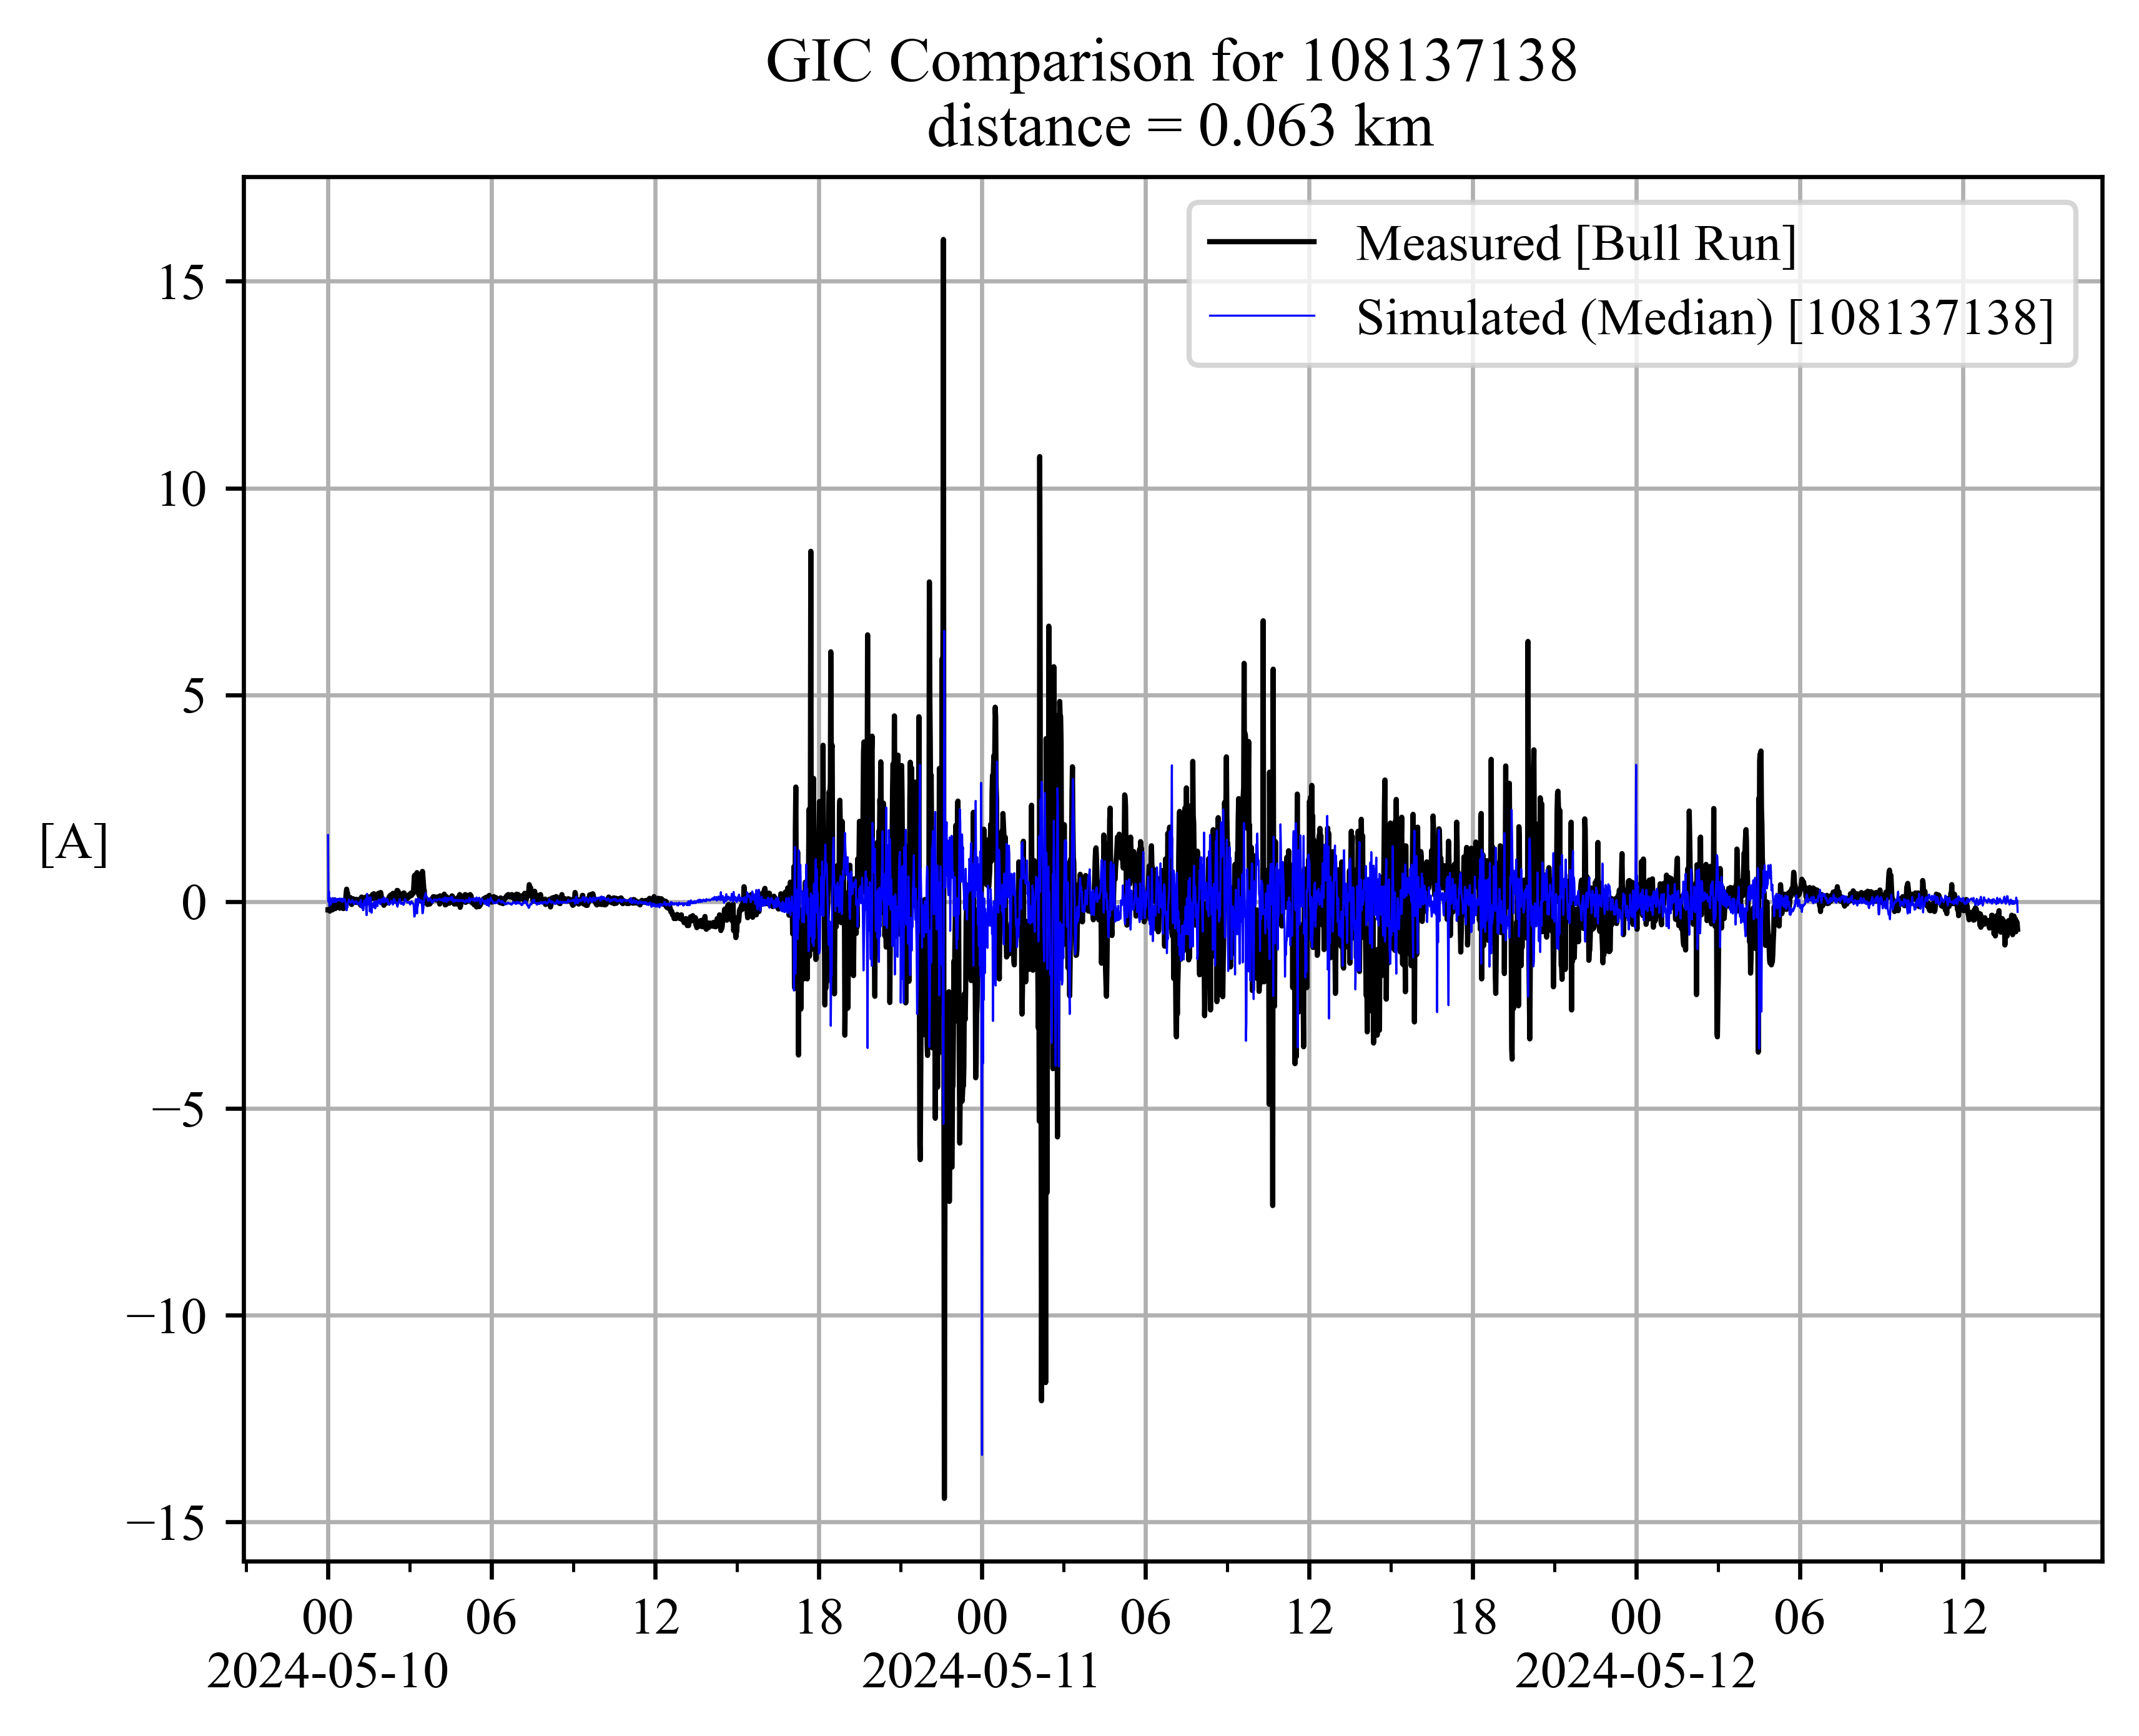 GIC Comparison for 108137138
distance = 0.063 km
Measured [Bull Run]
Simulated (Median) [108137138]
15
10
5
[A]
0
−5
−10
−15
00 06 12 18 00 06 12 18 00 06 12
2024-05-10 2024-05-11 2024-05-12